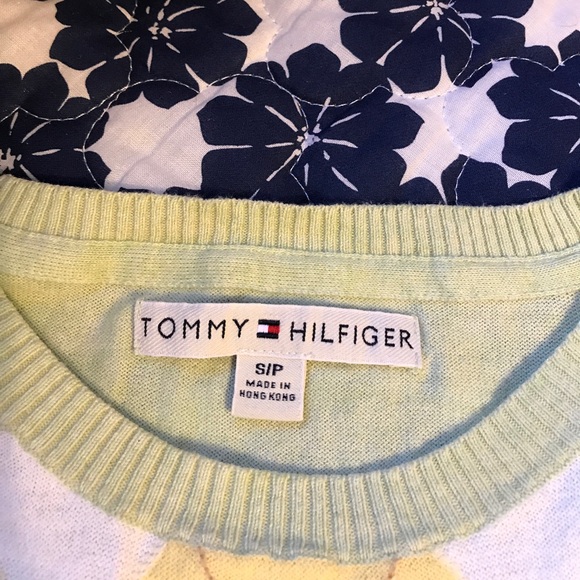 TOMMY HILFIGER
S/P
MADE IN
HONG KONG